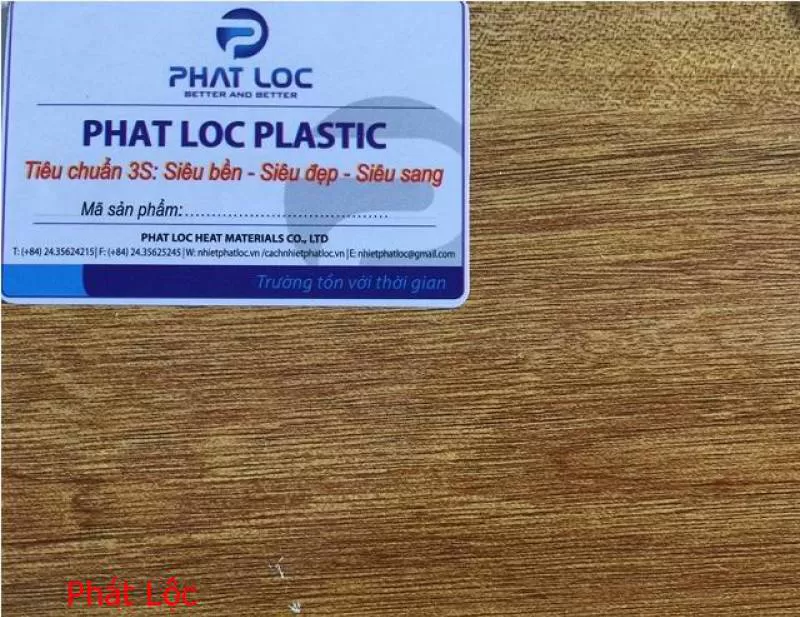 PHAT LOC
BETTER AND BETTER
PHAT LOC PLASTIC
Tiêu chuẩn 3S: Siêu bền - Siêu đẹp - Siêu sang
Mã sản phẩm:........................................
PHAT LOC HEAT MATERIALS CO., LTD
T: (+84) 24.35624215| F: (+84) 24.35625245| W: nhietphatloc.vn /cachnhietphatloc.vn | E: nhietphatloc@gmail.com
Trường tồn với thời gian
Phát Lộc